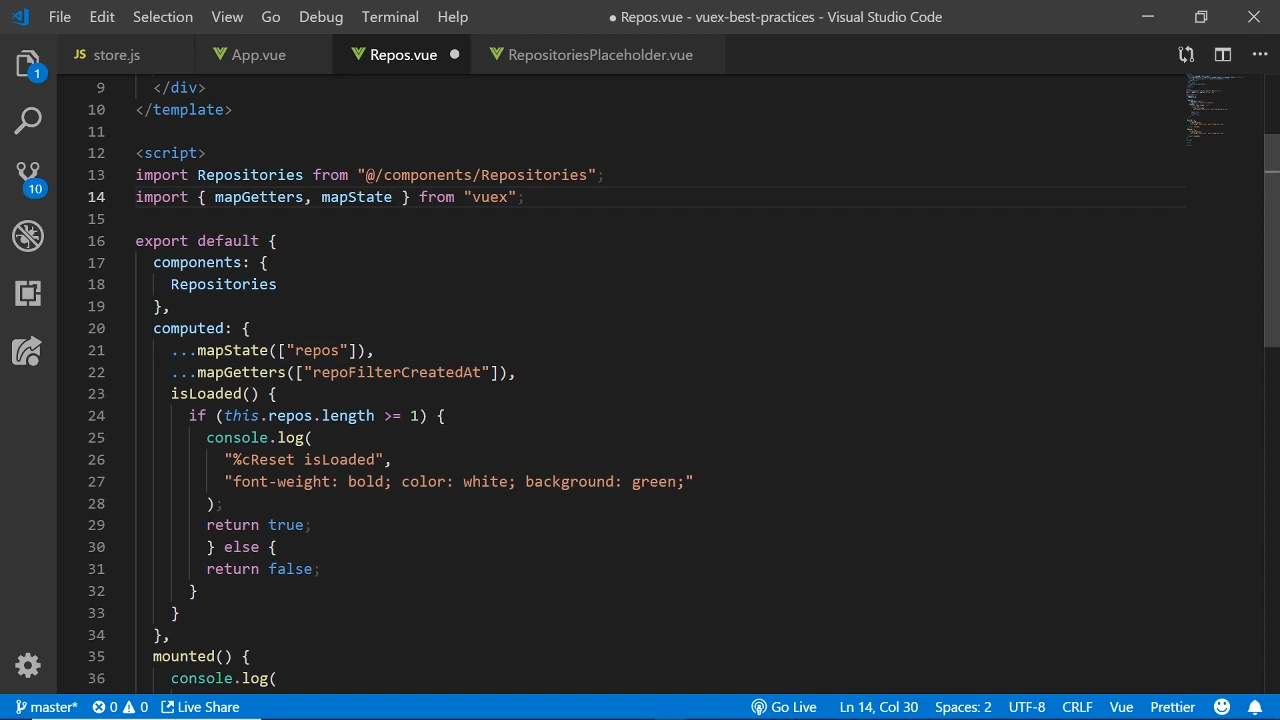 File Edit Selection View Go Debug Terminal Help ● Repos.vue - vuex-best-practices - Visual Studio Code
JS store.js App.vue Repos.vue ● RepositoriesPlaceholder.vue
1
10
9 </div>
10 </template>
11
12 <script>
13 import Repositories from "@/components/Repositories";
14 import { mapGetters, mapState } from "vuex";
15
16 export default {
17 components: {
18 Repositories
19 },
20 computed: {
21 ...mapState(["repos"]),
22 ...mapGetters(["repoFilterCreatedAt"]),
23 isLoaded() {
24 if (this.repos.length >= 1) {
25 console.log(
26 "%cReset isLoaded",
27 "font-weight: bold; color: white; background: green;"
28 );
29 return true;
30 } else {
31 return false;
32 }
33 }
34 },
35 mounted() {
36 console.log(
master* 0 0 Live Share Go Live Ln 14, Col 30 Spaces: 2 UTF-8 CRLF Vue Prettier